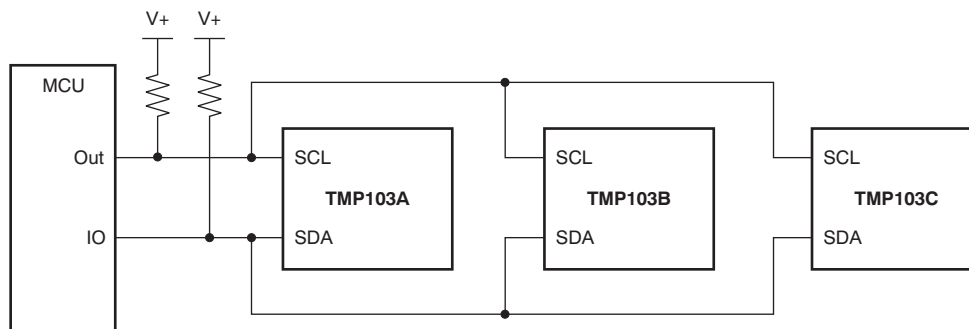 V+ V+
MCU
Out SCL SCL SCL
TMP103A TMP103B TMP103C
IO SDA SDA SDA